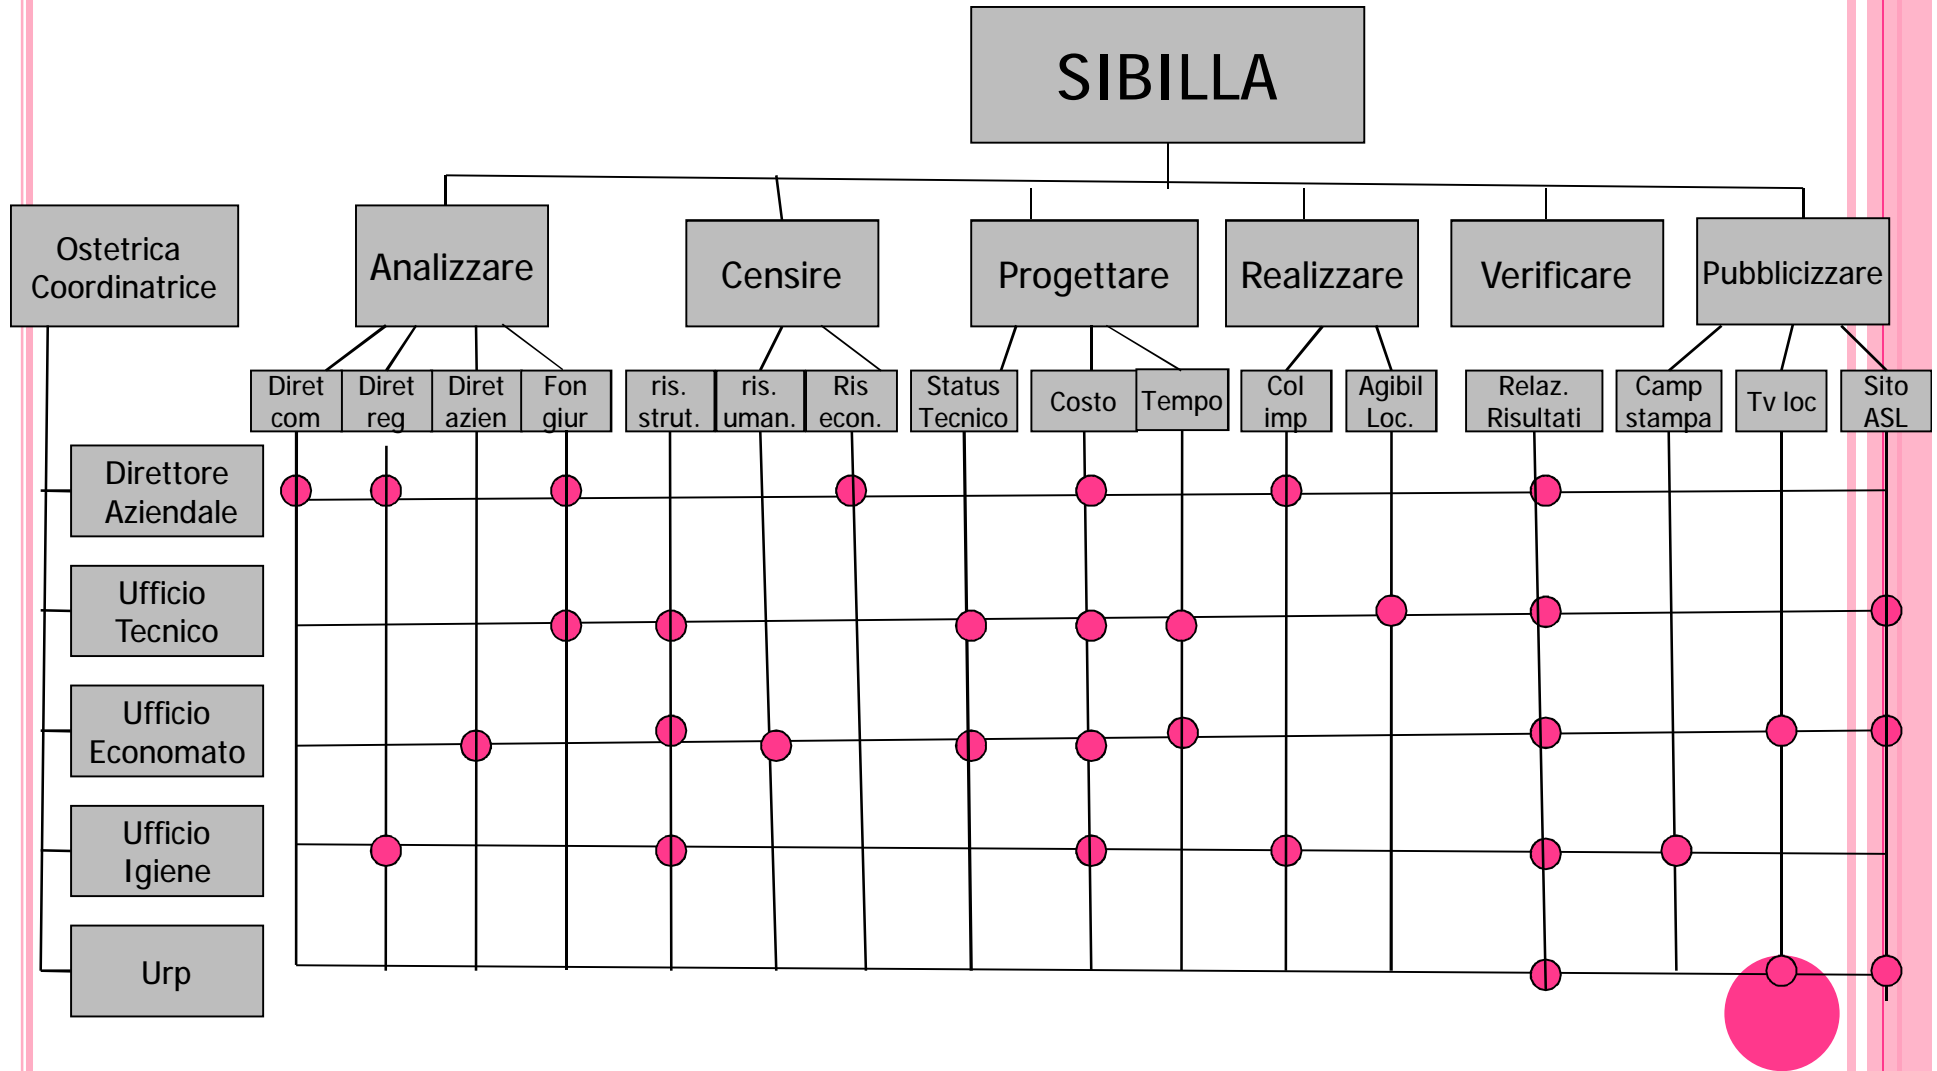 SIBILLA
Ostetrica
Coordinatrice
Analizzare
Censire
Progettare
Realizzare
Verificare
Pubblicizzare
Diret
com
Diret
reg
Diret
azien
Fon
giur
ris.
strut.
ris.
uman.
Ris
econ.
Status
Tecnico
Costo
Tempo
Col
imp
Agibil
Loc.
Relaz.
Risultati
Camp
stampa
Tv loc
Sito
ASL
Direttore
Aziendale
Ufficio
Tecnico
Ufficio
Economato
Ufficio
Igiene
Urp